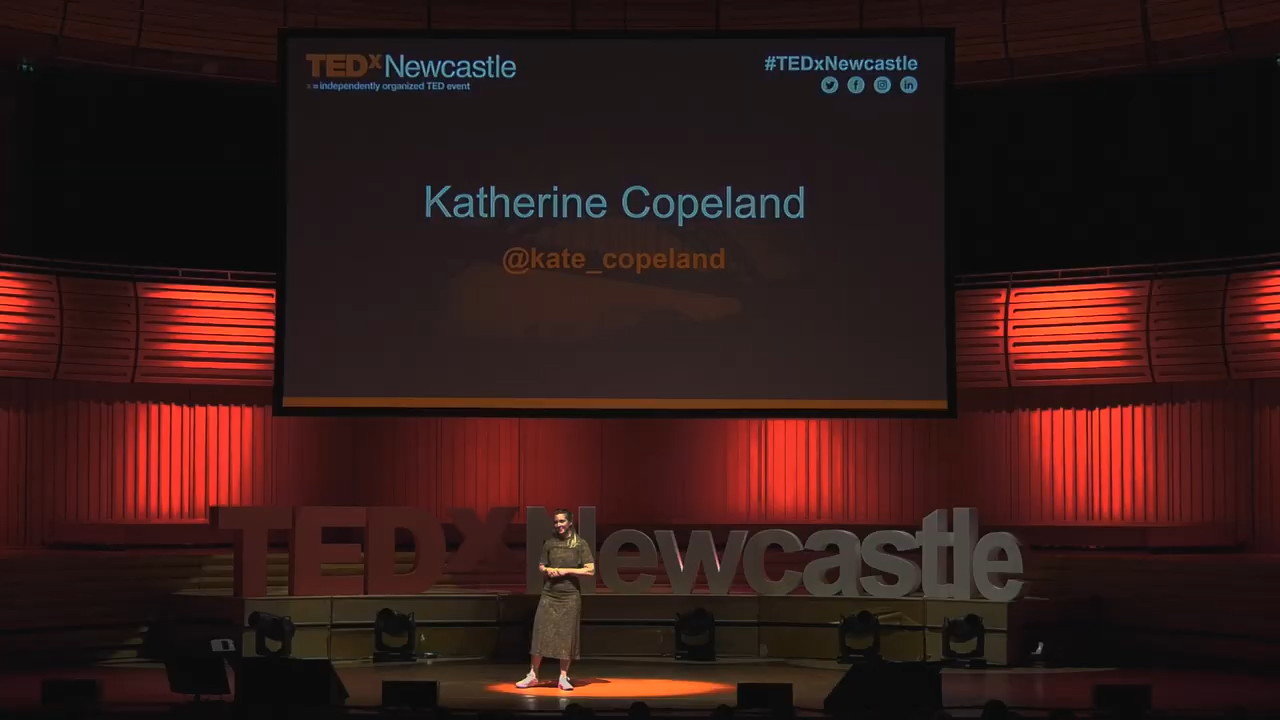 TEDxNewcastle
x = independently organized TED event
#TEDxNewcastle
Katherine Copeland
@kate_copeland
TEDxNewcastle